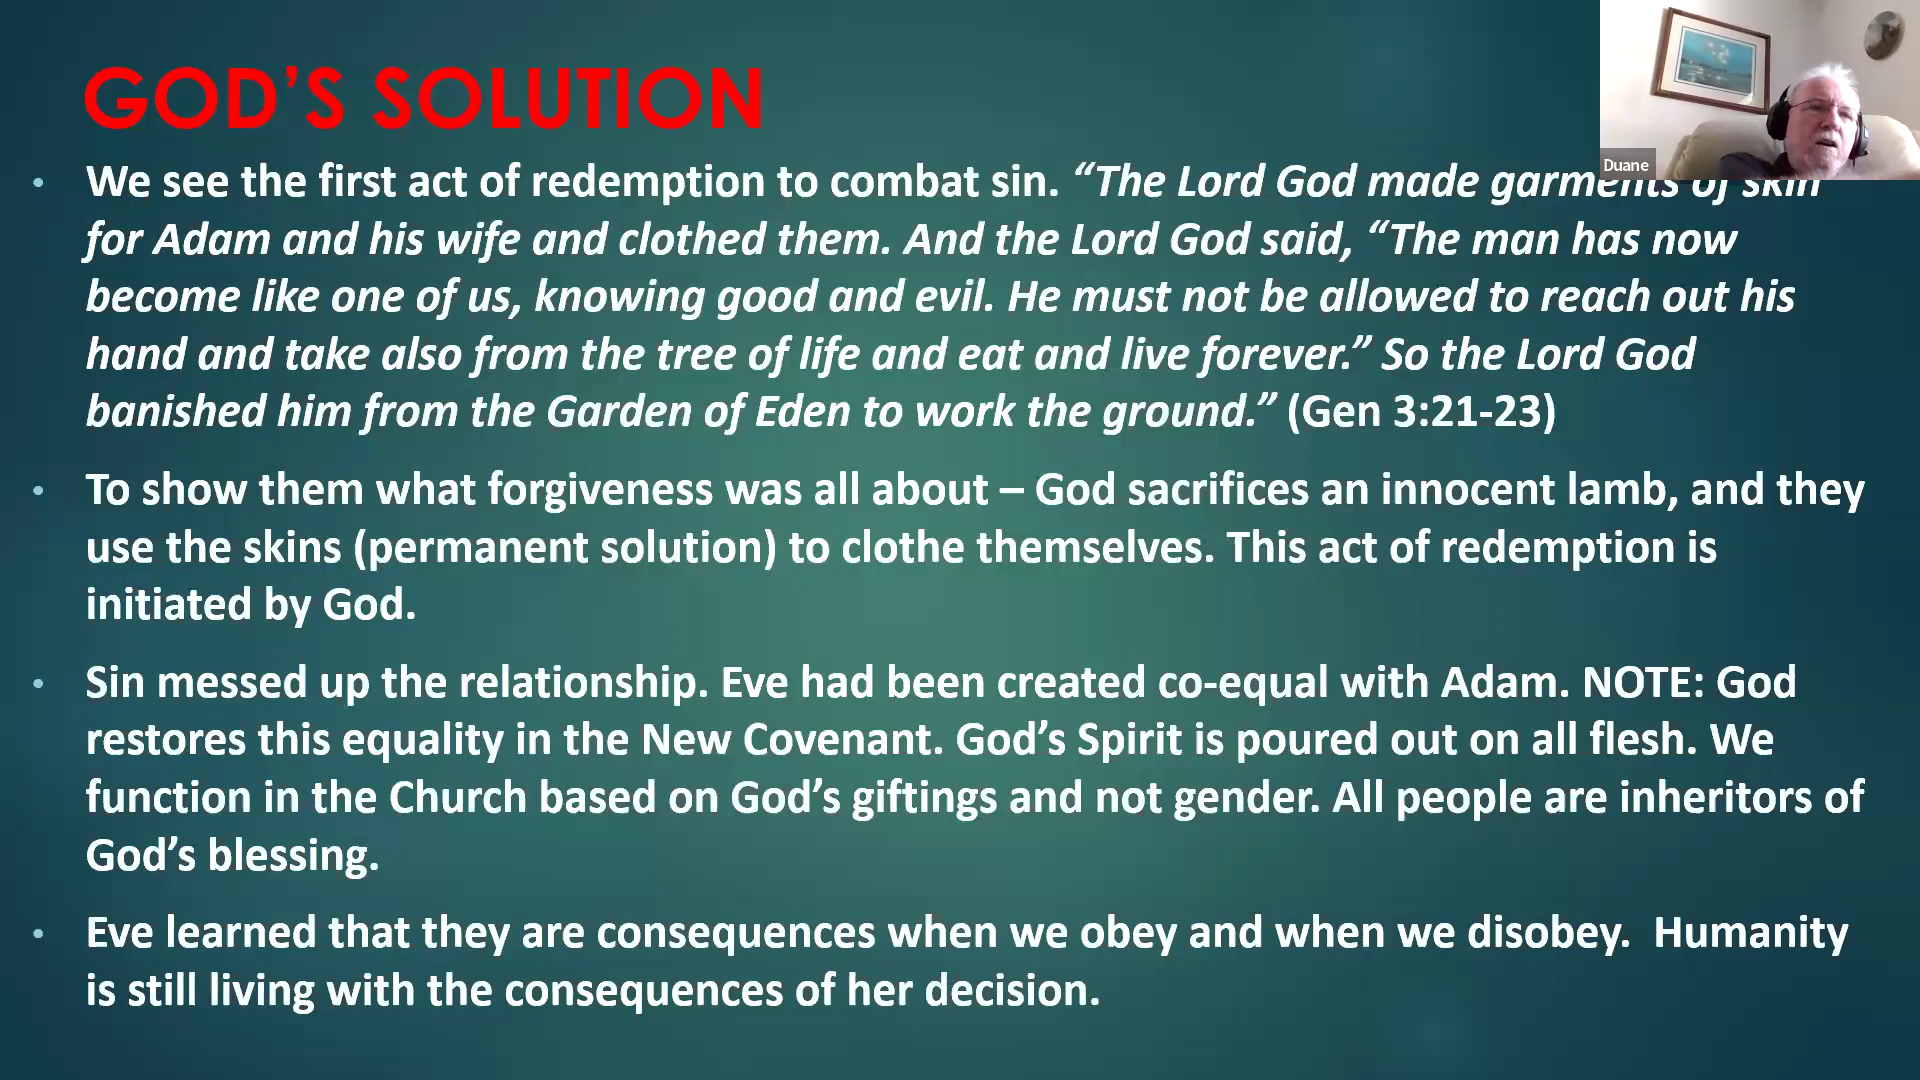 GOD’S SOLUTION
Duane
• We see the first act of redemption to combat sin. “The Lord God made garments of skin
for Adam and his wife and clothed them. And the Lord God said, “The man has now
become like one of us, knowing good and evil. He must not be allowed to reach out his
hand and take also from the tree of life and eat and live forever.” So the Lord God
banished him from the Garden of Eden to work the ground.” (Gen 3:21-23)
• To show them what forgiveness was all about – God sacrifices an innocent lamb, and they
use the skins (permanent solution) to clothe themselves. This act of redemption is
initiated by God.
• Sin messed up the relationship. Eve had been created co-equal with Adam. NOTE: God
restores this equality in the New Covenant. God’s Spirit is poured out on all flesh. We
function in the Church based on God’s giftings and not gender. All people are inheritors of
God’s blessing.
• Eve learned that they are consequences when we obey and when we disobey.  Humanity
is still living with the consequences of her decision.